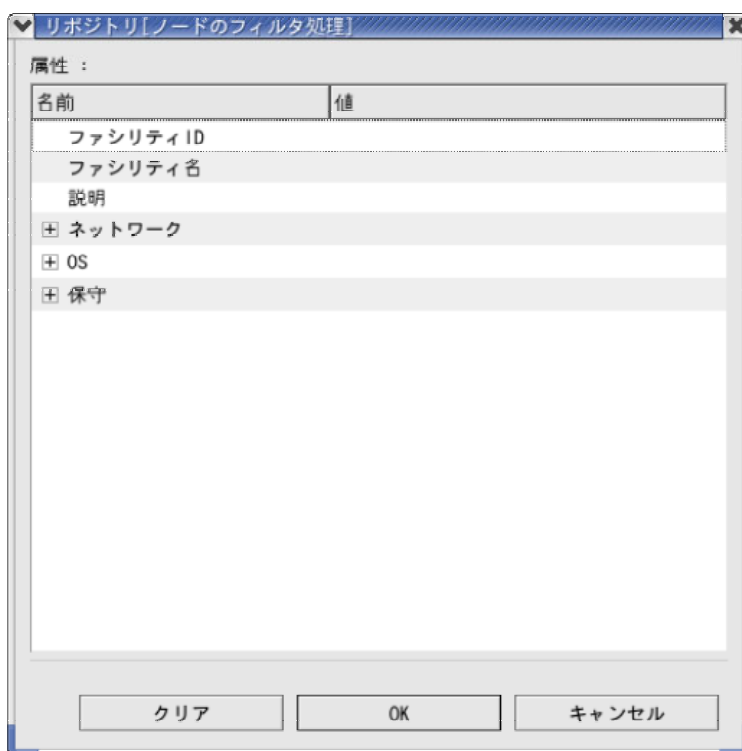 リポジトリ[ノードのフィルタ処理]
属性 :
名前 値
ファシリティID
ファシリティ名
説明
ネットワーク
OS
保守
クリア OK キャンセル